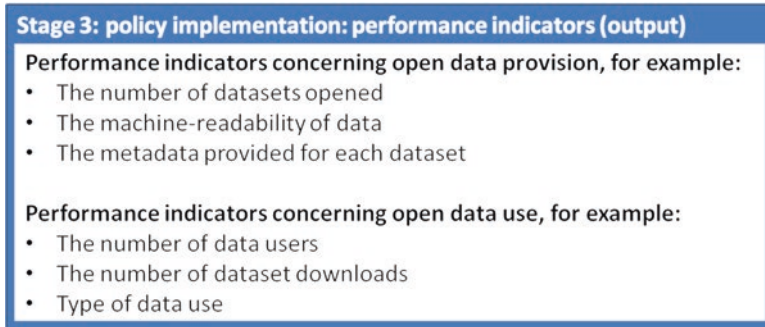 Stage 3: policy implementation: performance indicators (output)
Performance indicators concerning open data provision, for example:
• The number of datasets opened
• The machine-readability of data
• The metadata provided for each dataset
Performance indicators concerning open data use, for example:
• The number of data users
• The number of dataset downloads
• Type of data use